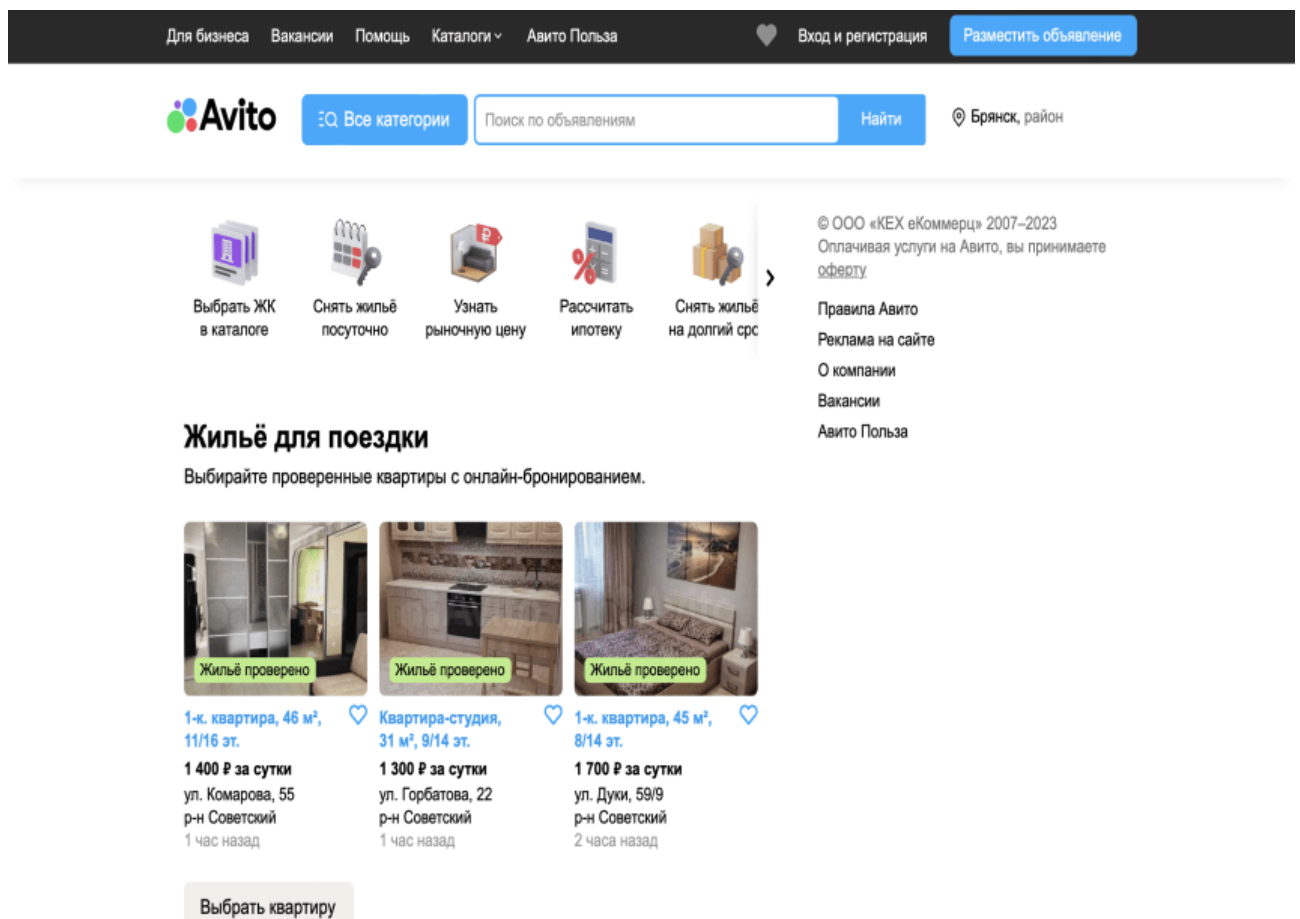 Для бизнеса Вакансии Помощь Каталоги Авито Польза Вход и регистрация Разместить объявление
Avito Все категории Поиск по объявлениям Найти Брянск, район
Выбрать ЖК
в каталоге
Снять жильё
посуточно
Узнать
рыночную цену
Рассчитать
ипотеку
Снять жильё
на долгий сро
© ООО «КЕХ еКоммерц» 2007–2023
Оплачивая услуги на Авито, вы принимаете
оферту
Правила Авито
Реклама на сайте
О компании
Вакансии
Авито Польза
Жильё для поездки
Выбирайте проверенные квартиры с онлайн-бронированием.
Жильё проверено
1-к. квартира, 46 м²,
11/16 эт.
1 400 ₽ за сутки
ул. Комарова, 55
р-н Советский
1 час назад
Жильё проверено
Квартира-студия,
31 м², 9/14 эт.
1 300 ₽ за сутки
ул. Горбатова, 22
р-н Советский
1 час назад
Жильё проверено
1-к. квартира, 45 м²,
8/14 эт.
1 700 ₽ за сутки
ул. Дуки, 59/9
р-н Советский
2 часа назад
Выбрать квартиру